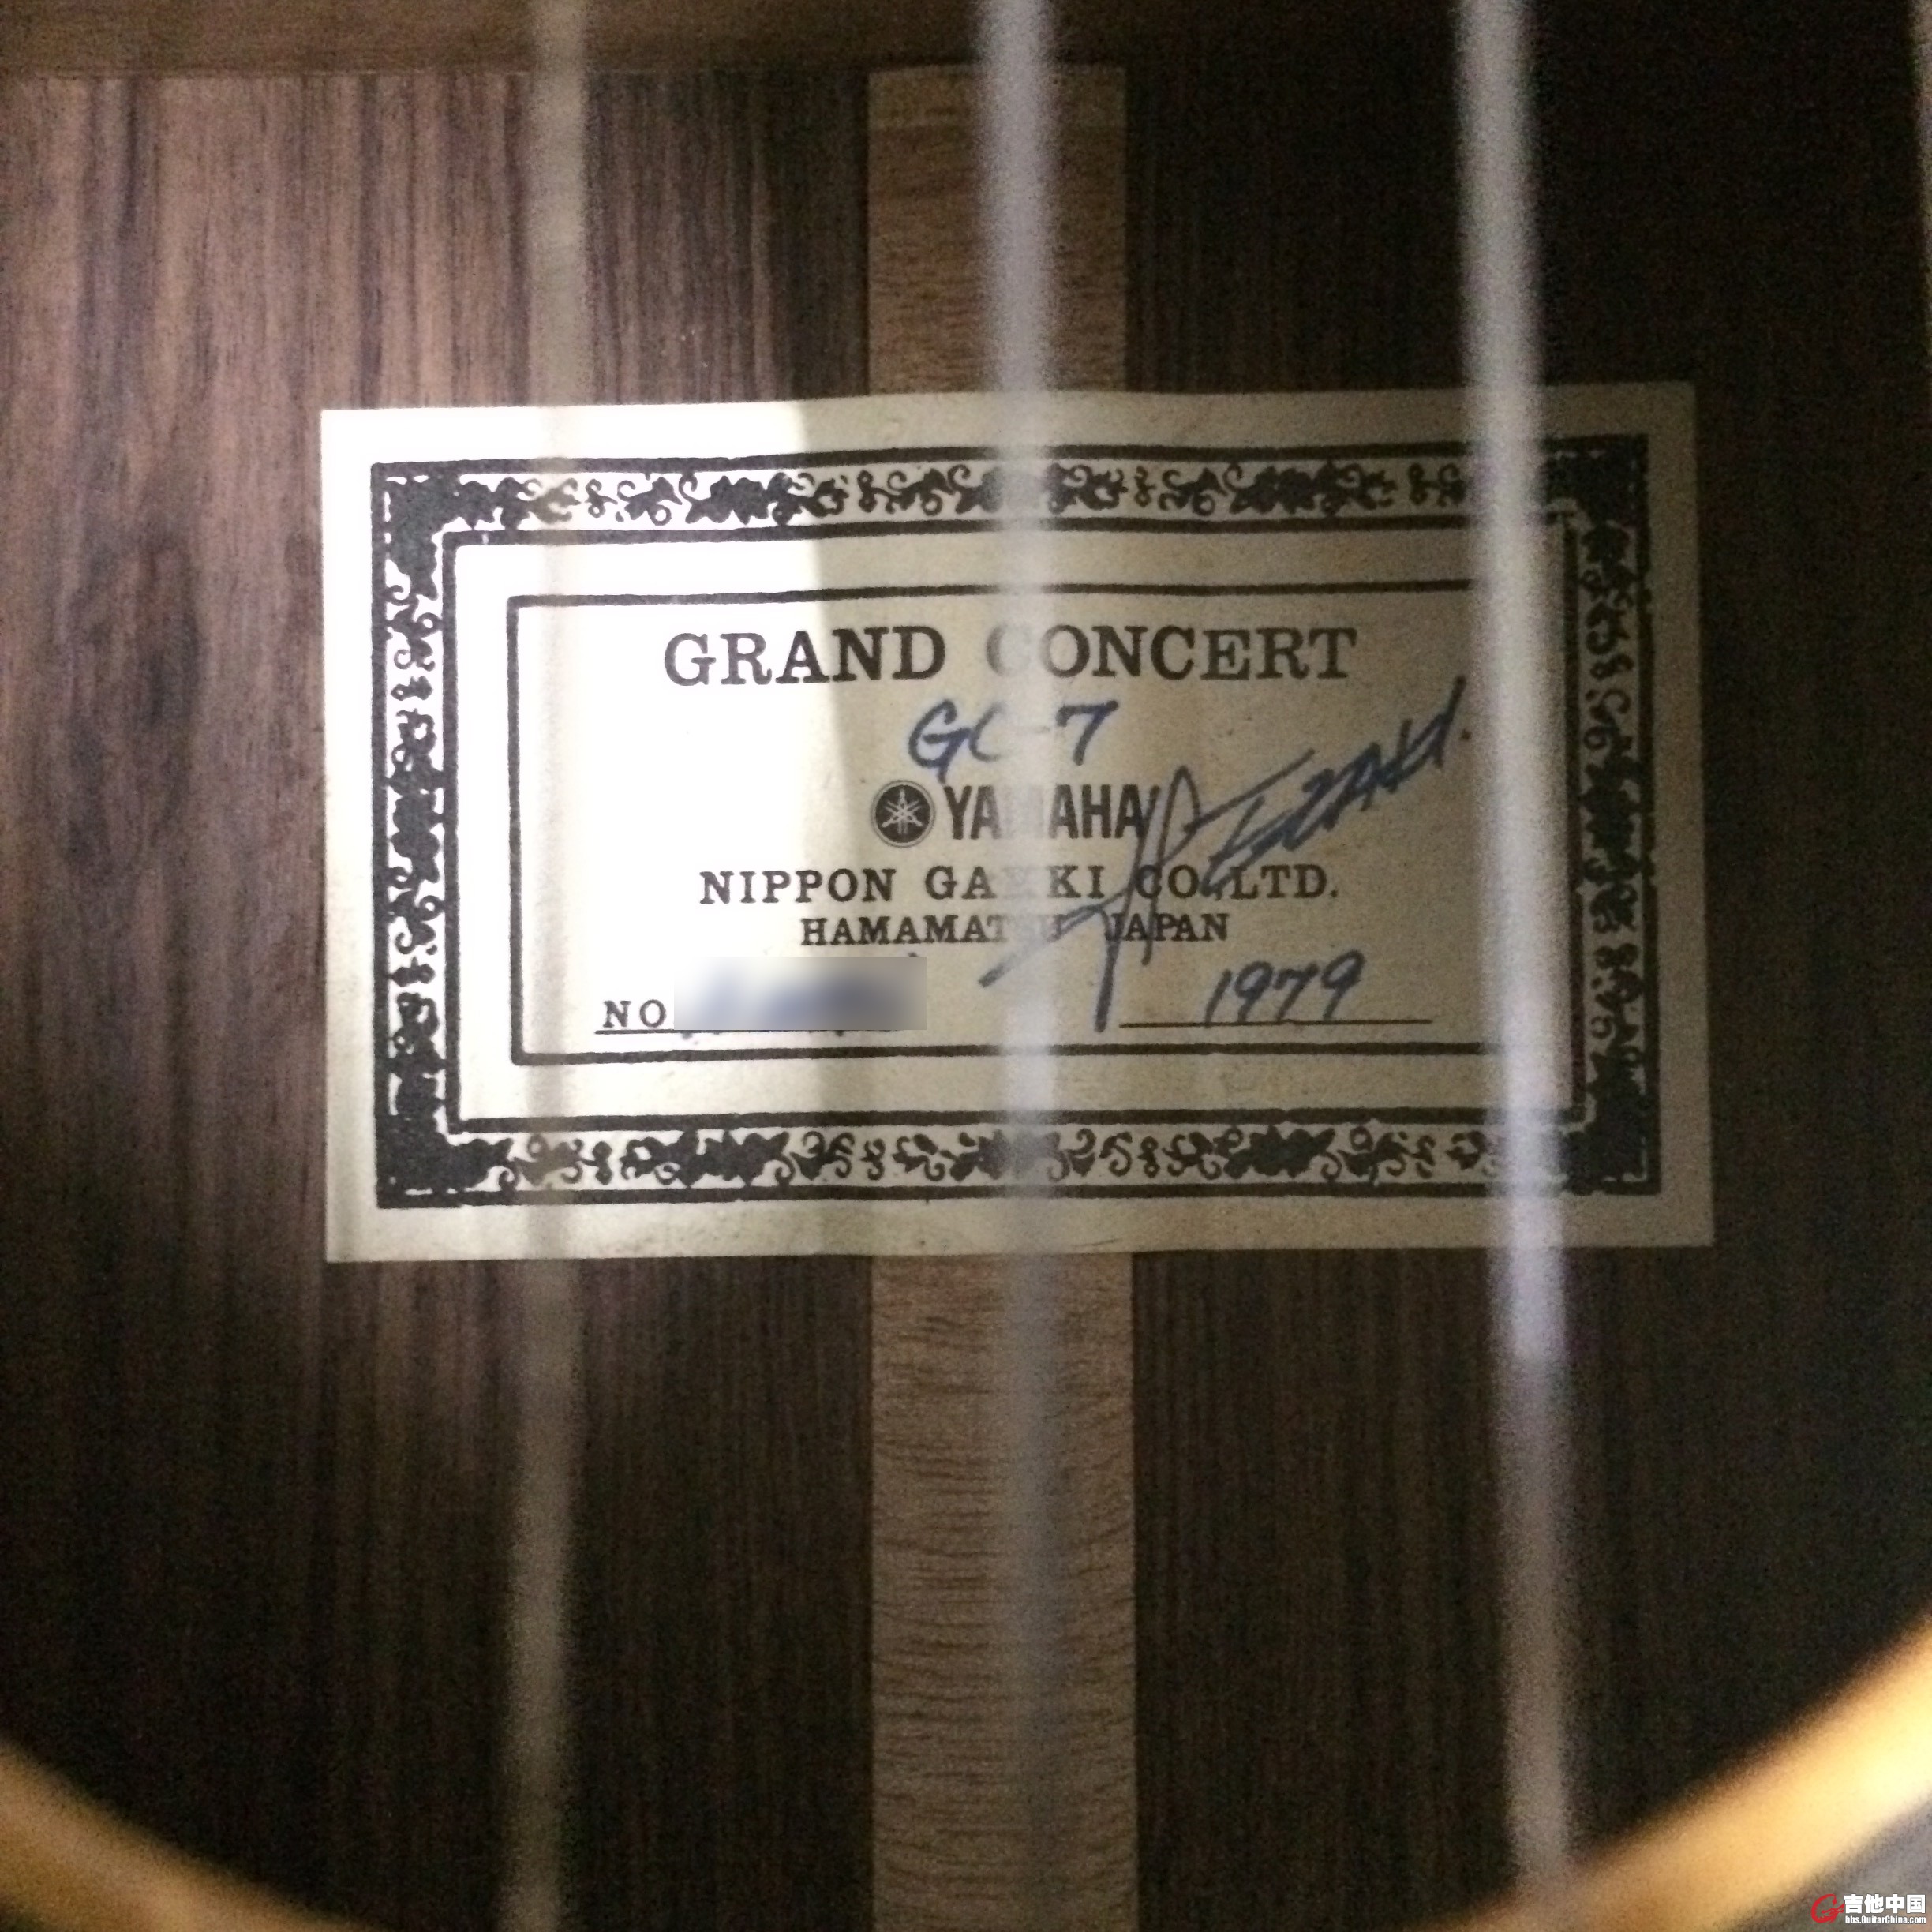 GRAND CONCERT
GC-7
YAMAHA
NIPPON GAKKI CO.,LTD.
HAMAMATSU JAPAN
H. EZAKI.
NO
1979
吉他中国
bbs.GuitarChina.com